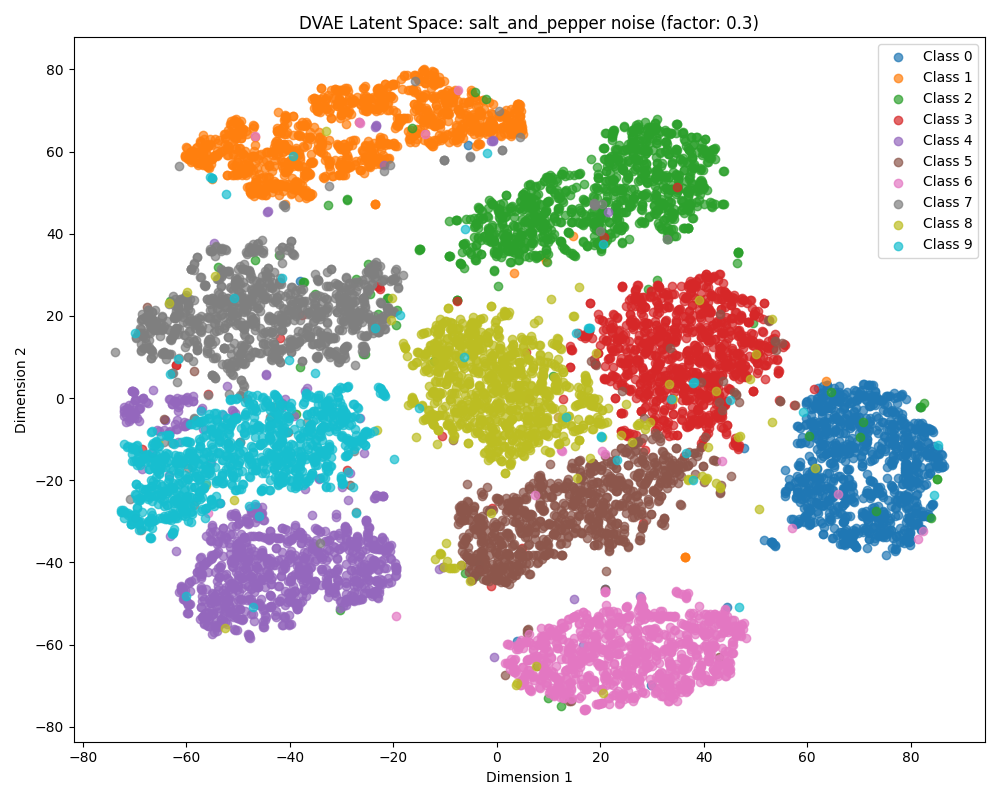 DVAE Latent Space: salt_and_pepper noise (factor: 0.3)
Class 0
Class 1
Class 2
Class 3
Class 4
Class 5
Class 6
Class 7
Class 8
Class 9
Dimension 2
80
60
40
20
0
−20
−40
−60
−80
−80 −60 −40 −20 0 20 40 60 80
Dimension 1